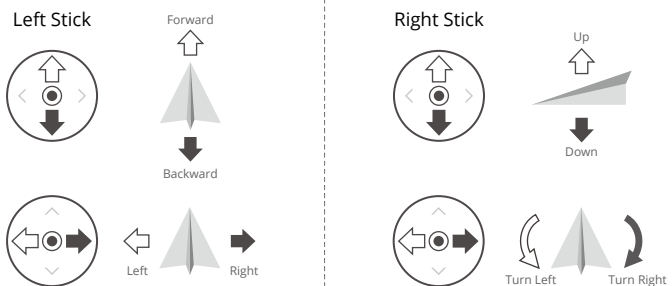 Left Stick
Forward
Backward
Left
Right
Right Stick
Up
Down
Turn Left
Turn Right